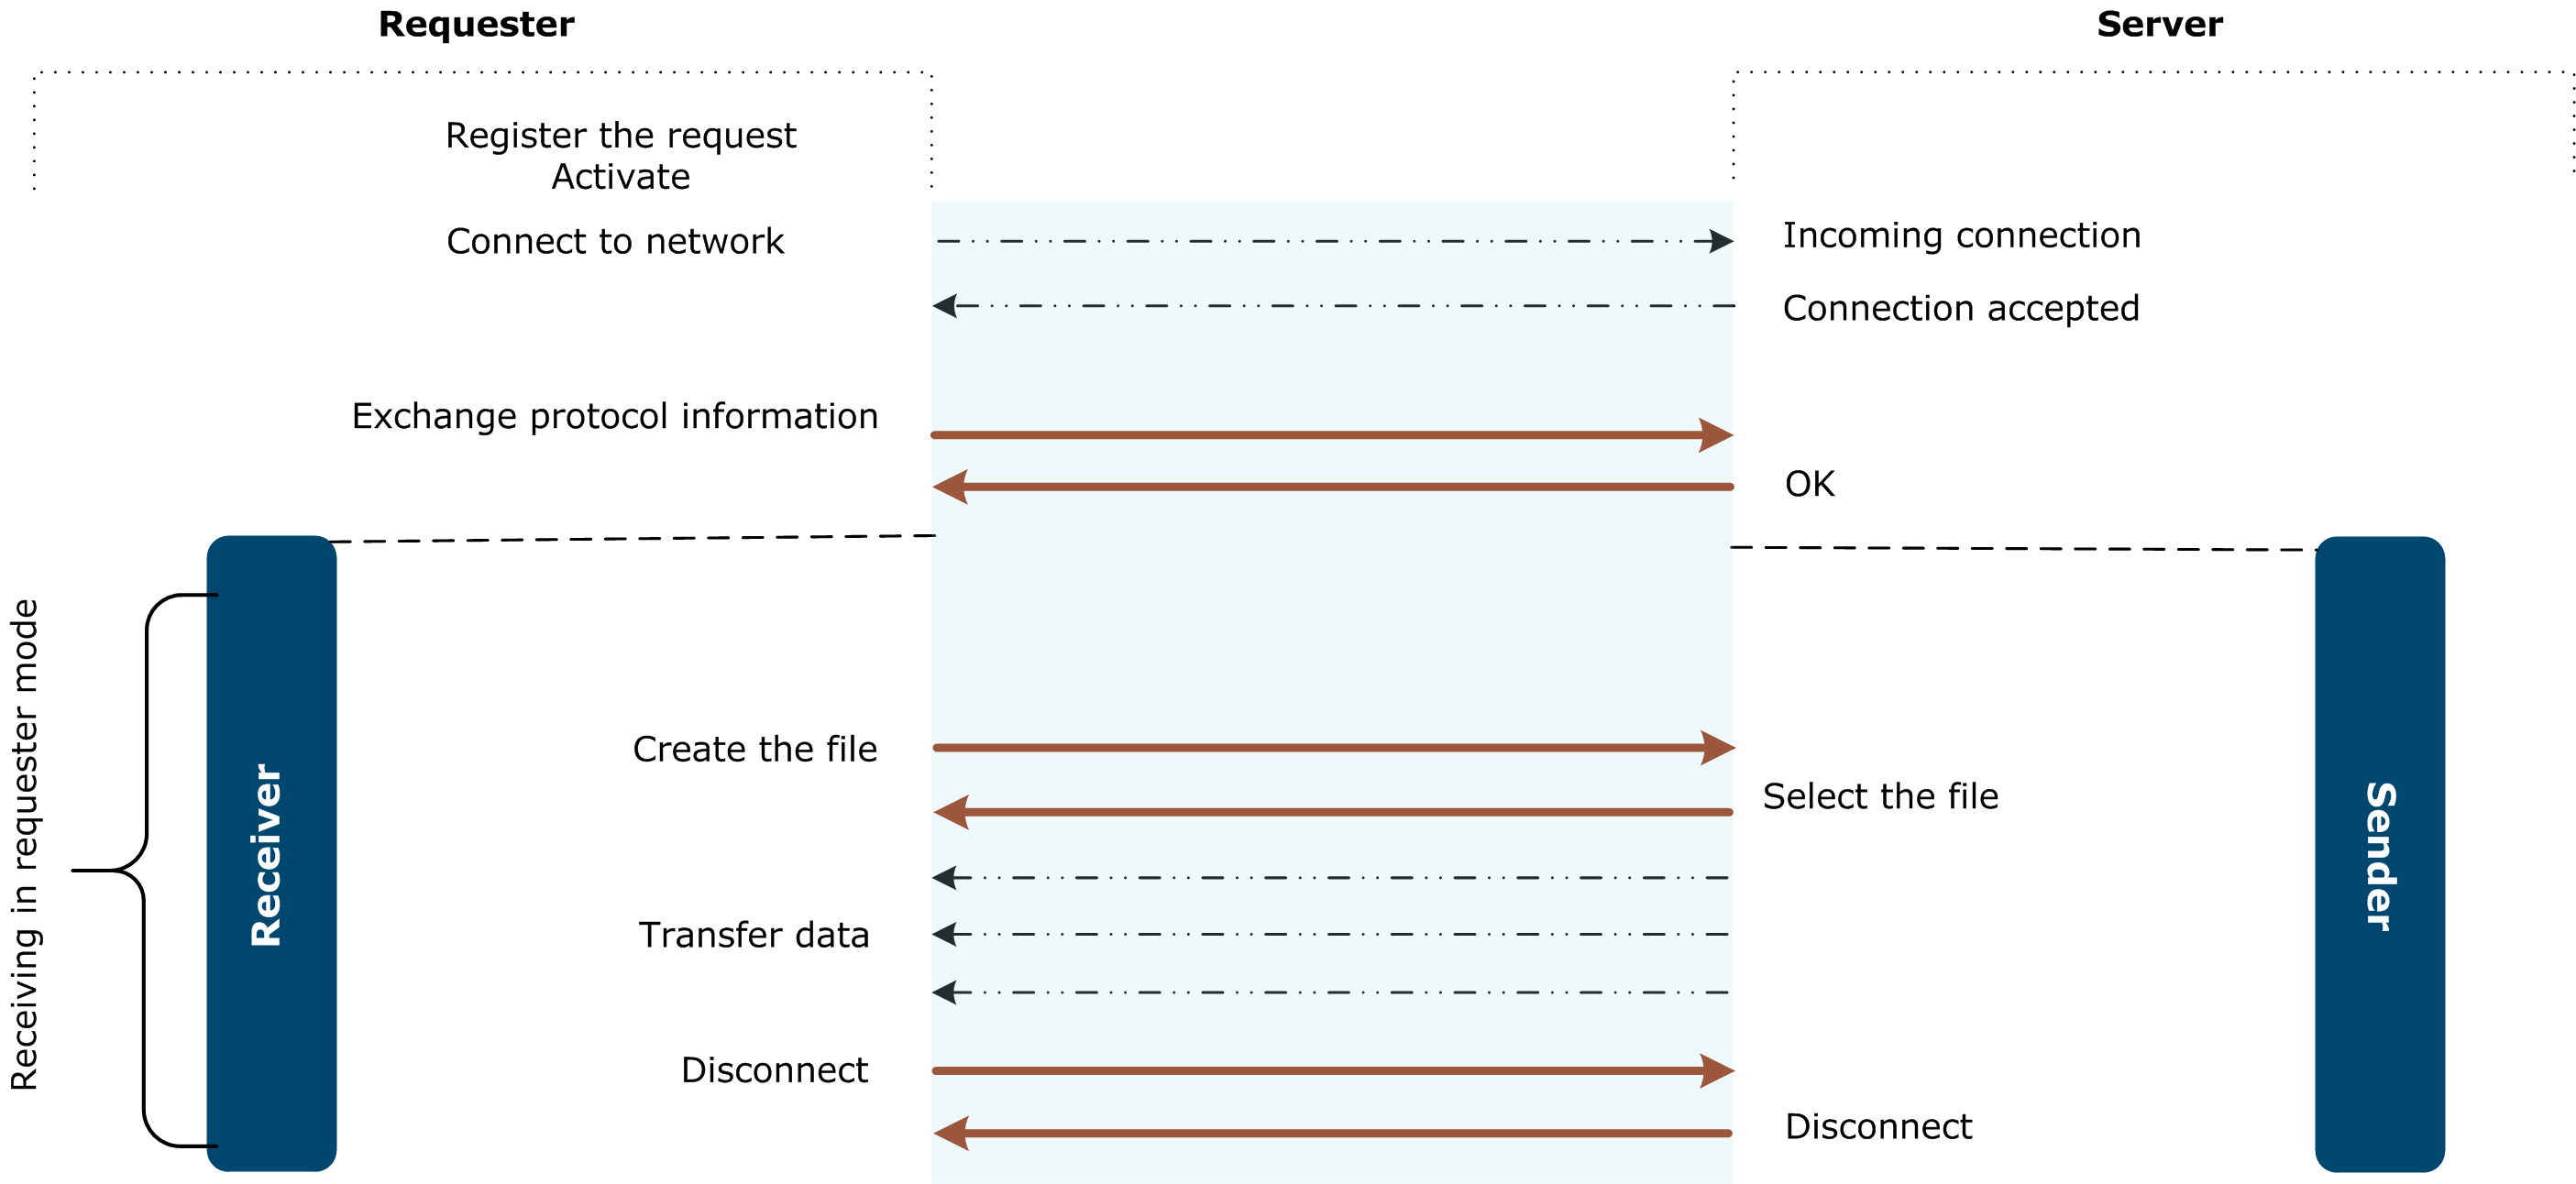 Requester
Server
Register the request
Activate
Connect to network
Incoming connection
Connection accepted
Exchange protocol information
OK
Receiving in requester mode
Receiver
Sender
Create the file
Select the file
Transfer data
Disconnect
Disconnect